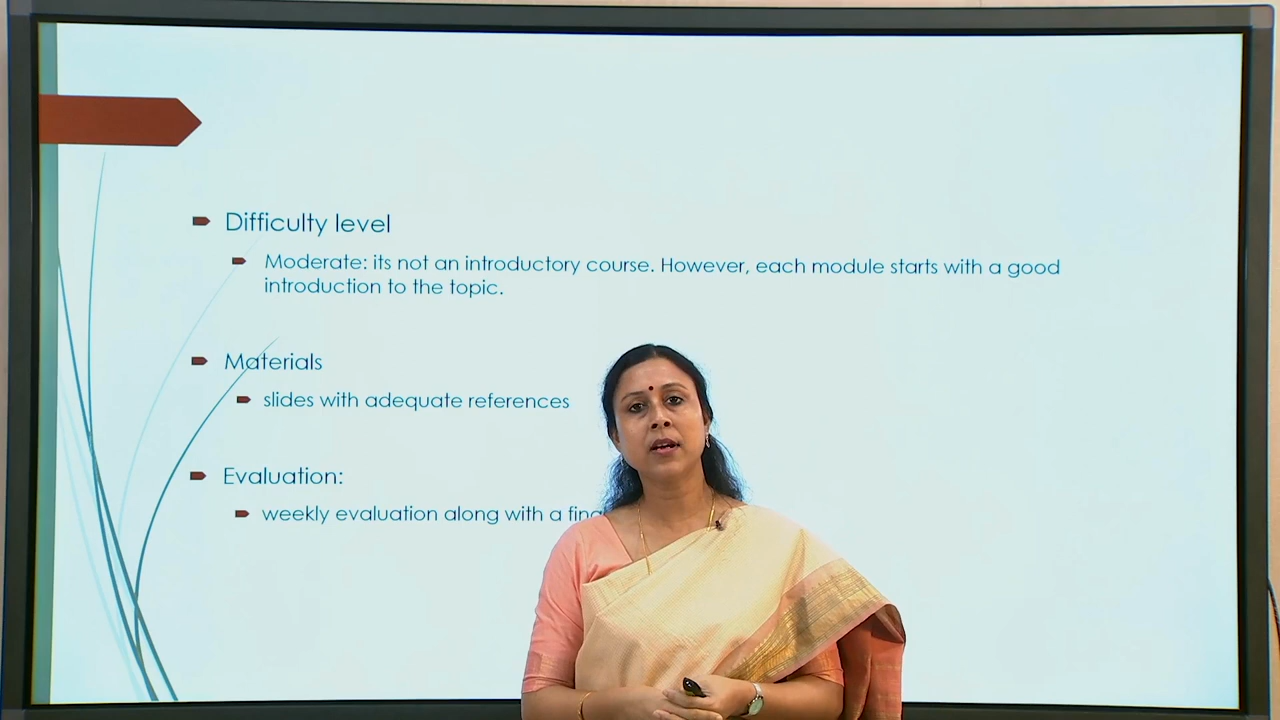 Difficulty level
Moderate: its not an introductory course. However, each module starts with a good
introduction to the topic.
Materials
slides with adequate references
Evaluation:
weekly evaluation along with a